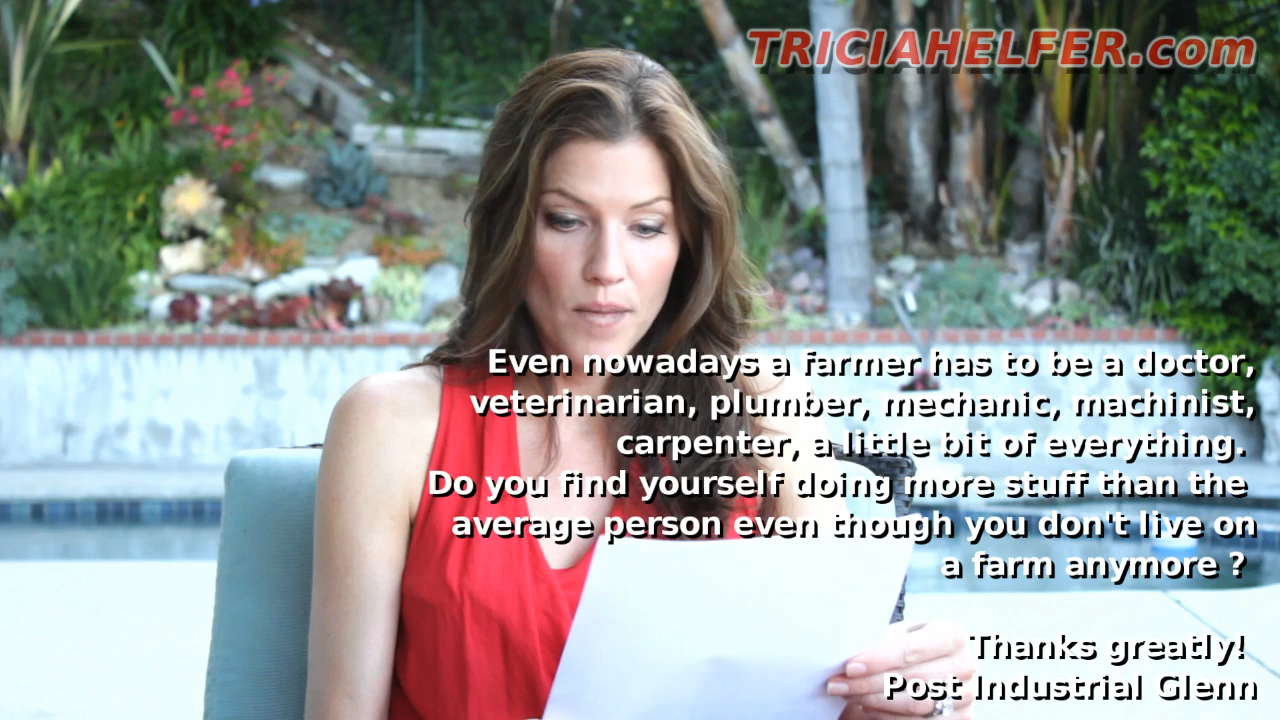 TRICIAHELFER.com
Even nowadays a farmer has to be a doctor,
veterinarian, plumber, mechanic, machinist,
carpenter, a little bit of everything.
Do you find yourself doing more stuff than the
average person even though you don't live on
a farm anymore ?
Thanks greatly!
Post Industrial Glenn